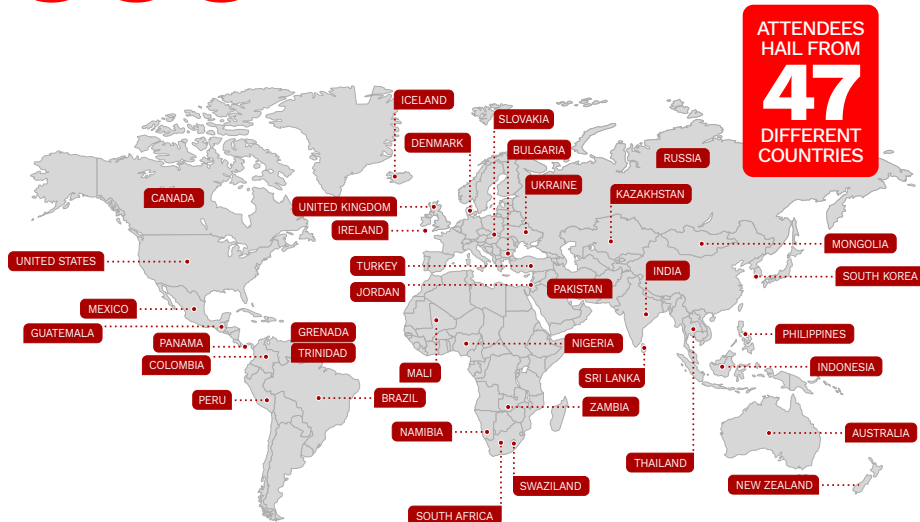 ATTENDEES
HAIL FROM
47
DIFFERENT
COUNTRIES
ICELAND
SLOVAKIA
DENMARK
BULGARIA
RUSSIA
UKRAINE
KAZAKHSTAN
CANADA
UNITED KINGDOM
IRELAND
MONGOLIA
UNITED STATES
TURKEY
INDIA
SOUTH KOREA
JORDAN
PAKISTAN
MEXICO
GUATEMALA
GRENADA
PHILIPPINES
PANAMA
NIGERIA
TRINIDAD
COLOMBIA
MALI
INDONESIA
SRI LANKA
PERU
BRAZIL
ZAMBIA
NAMIBIA
AUSTRALIA
THAILAND
SWAZILAND
NEW ZEALAND
SOUTH AFRICA